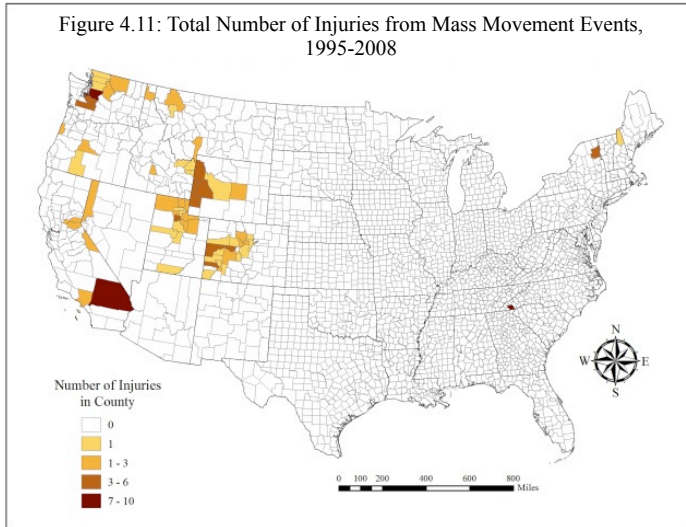 Figure 4.11: Total Number of Injuries from Mass Movement Events,
1995-2008
N
W E
S
Number of Injuries
in County
0
1
1 - 3
3 - 6
7 - 10
0 100 200 400 600 800
Miles